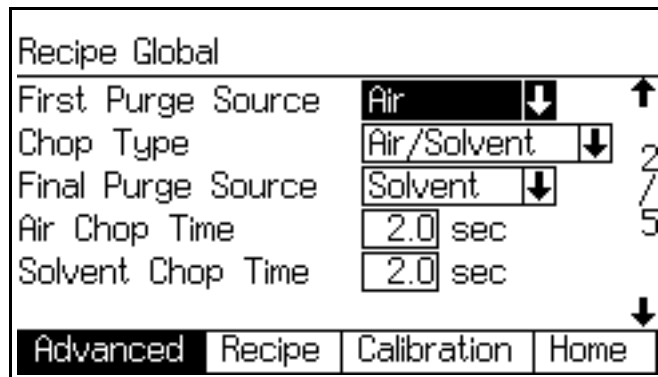 Recipe Global
First Purge Source Air
Chop Type Air/Solvent
Final Purge Source Solvent
Air Chop Time 2.0 sec
Solvent Chop Time 2.0 sec
2/5
Advanced Recipe Calibration Home